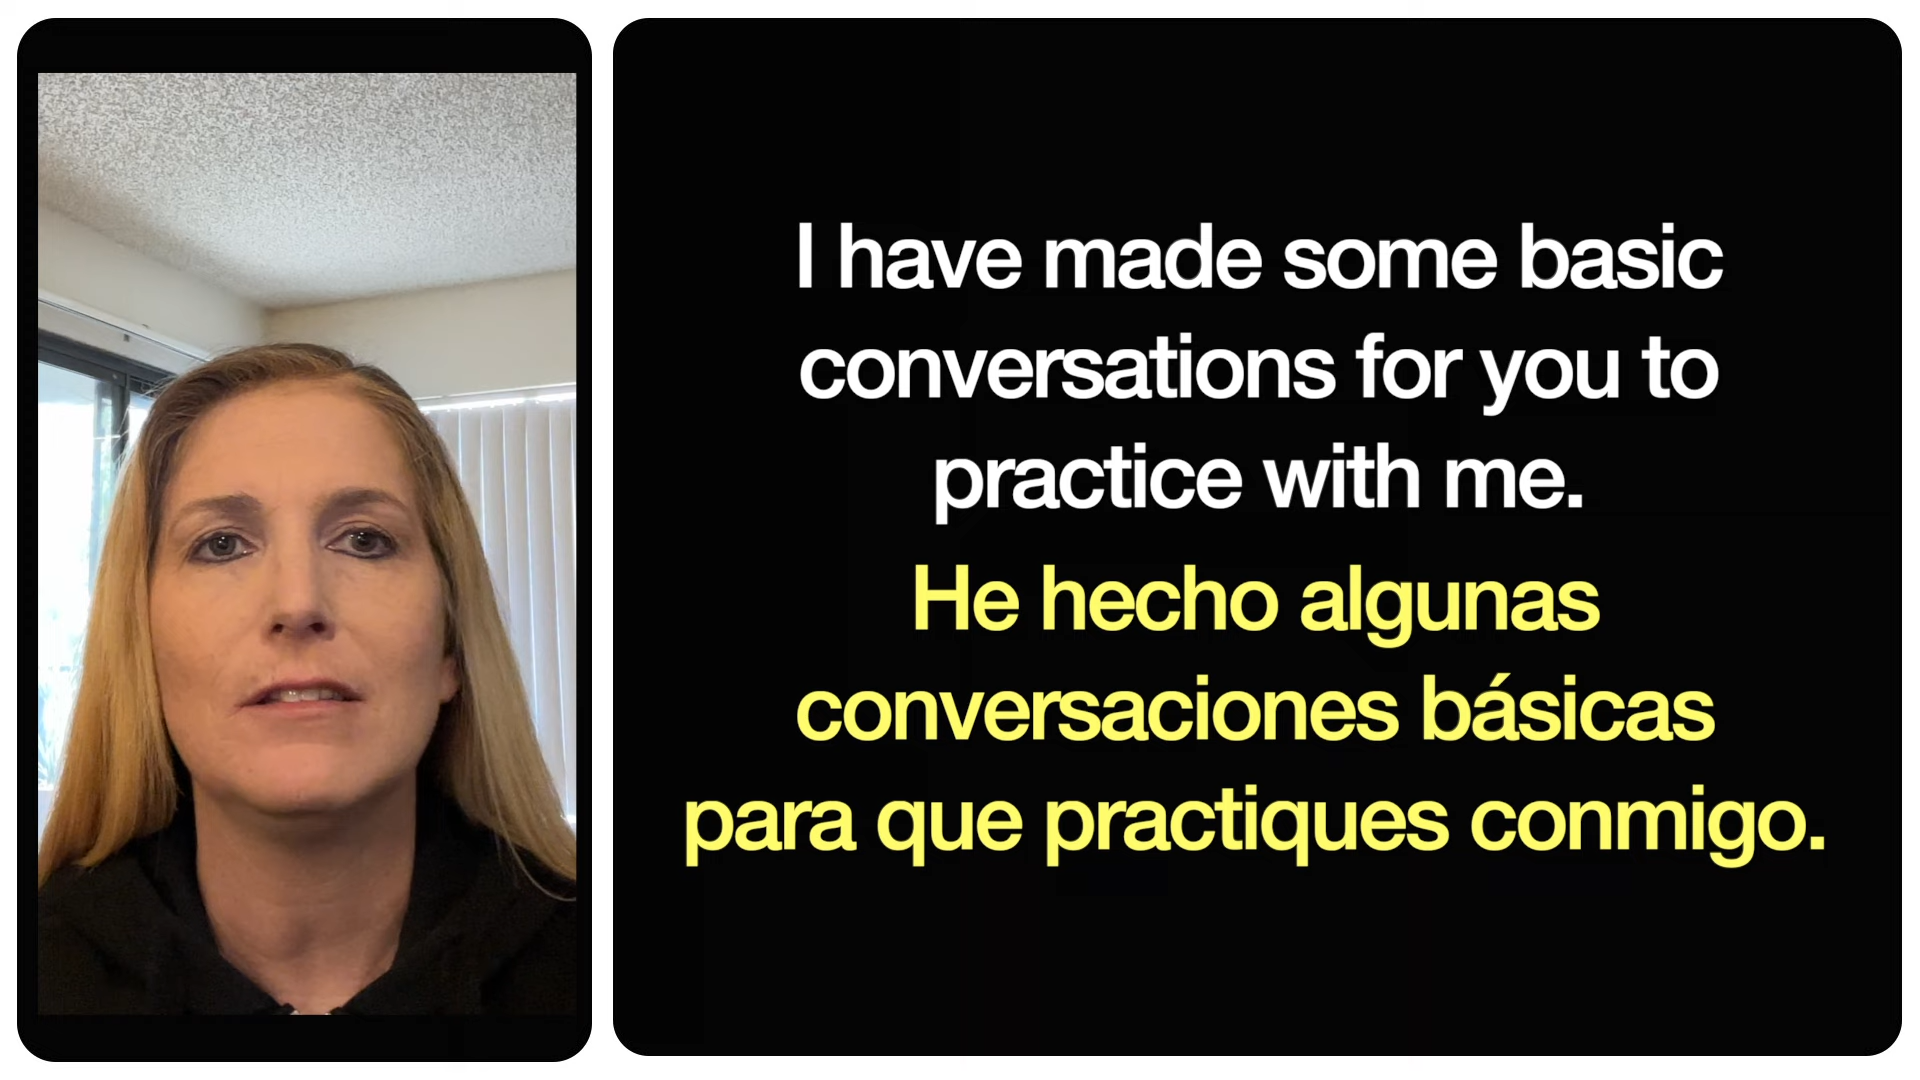 I have made some basic
conversations for you to
practice with me.
He hecho algunas
conversaciones básicas
para que practiques conmigo.